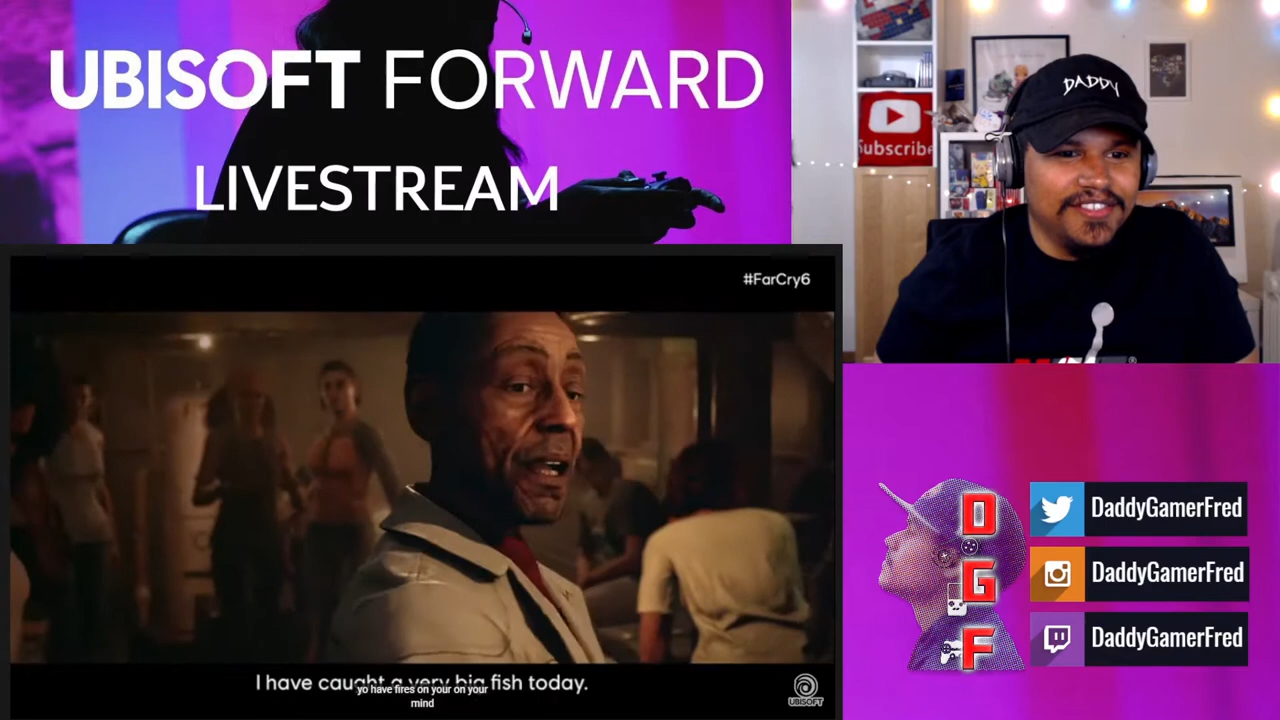 UBISOFT FORWARD
LIVESTREAM
DADDY
Subscribe
#FarCry6
I have caught a very big fish today.
yo have fires on your on your
mind
UBISOFT
D
G
F
DaddyGamerFred
DaddyGamerFred
DaddyGamerFred